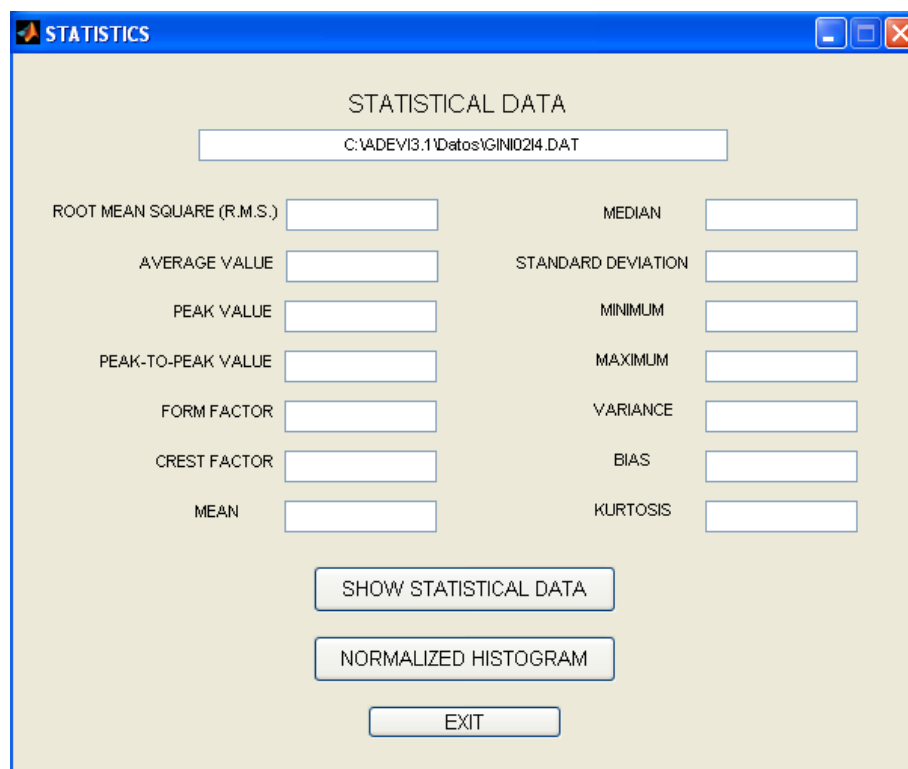 STATISTICS
STATISTICAL DATA
C:\ADEVI3.1\Datos\GINI02I4.DAT
ROOT MEAN SQUARE (R.M.S.)
MEDIAN
AVERAGE VALUE
STANDARD DEVIATION
PEAK VALUE
MINIMUM
PEAK-TO-PEAK VALUE
MAXIMUM
FORM FACTOR
VARIANCE
CREST FACTOR
BIAS
MEAN
KURTOSIS
SHOW STATISTICAL DATA
NORMALIZED HISTOGRAM
EXIT